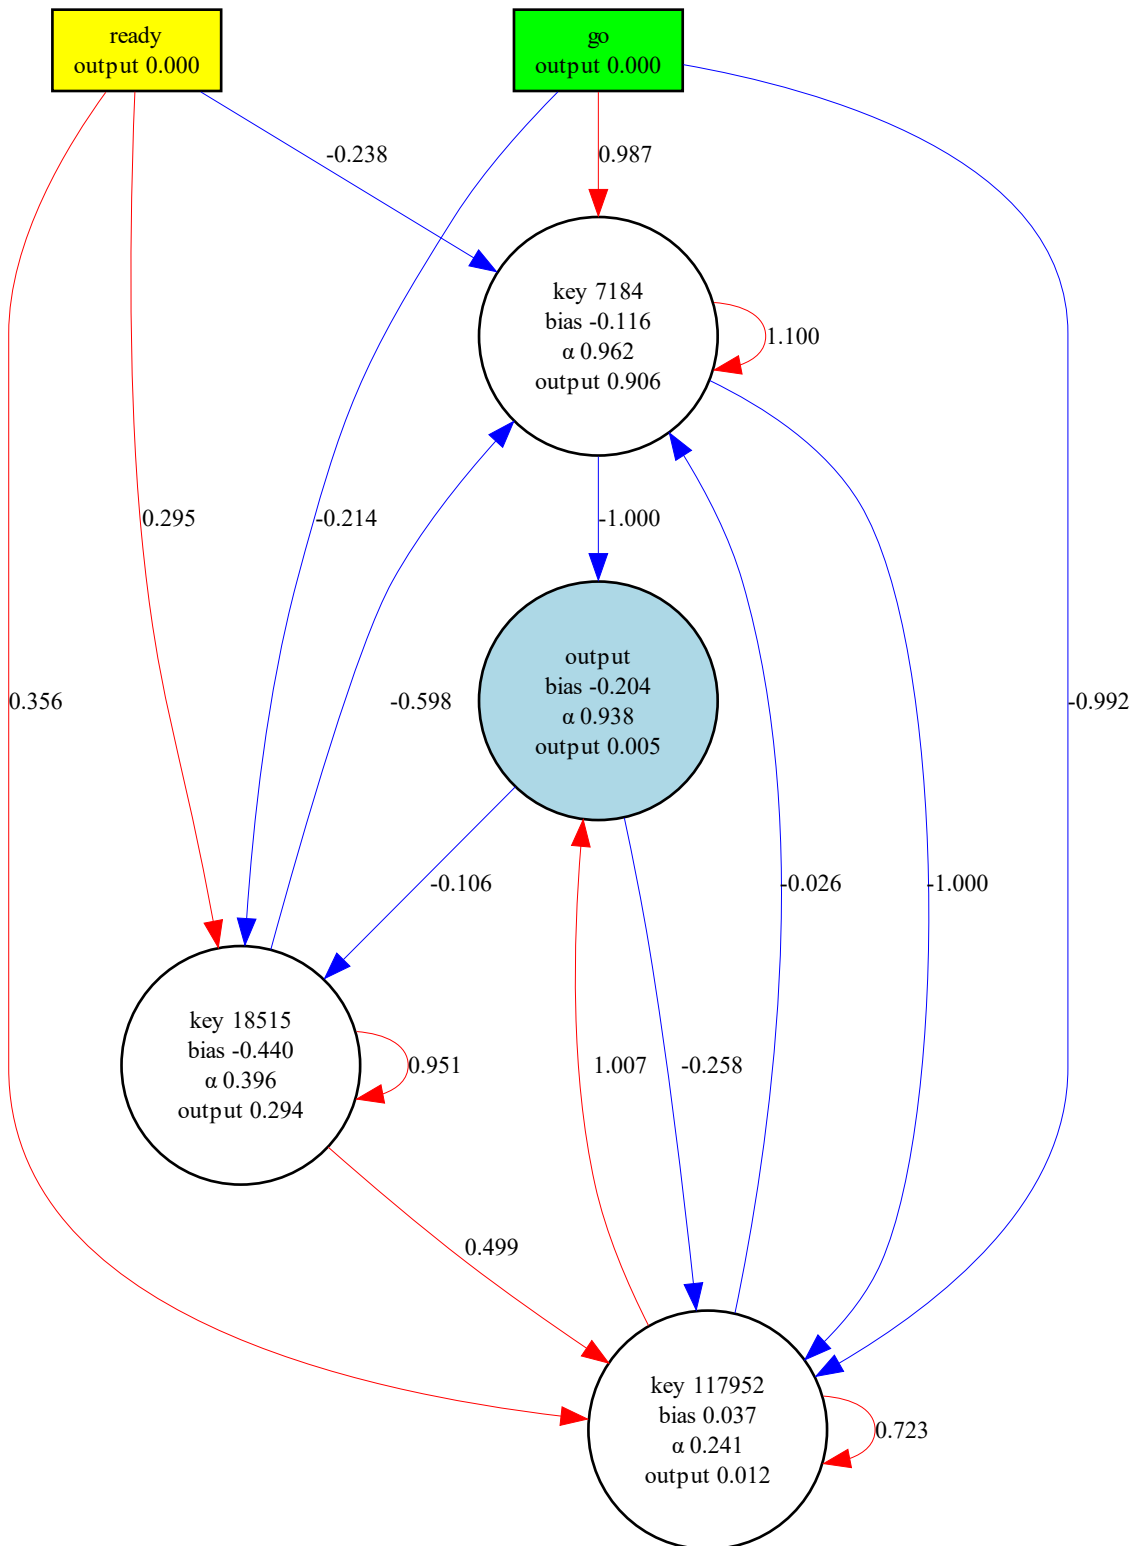 ready
output 0.000
go
output 0.000
-0.238
0.987
key 7184
bias -0.116
α 0.962
output 0.906
1.100
0.295
-0.214
-1.000
output
bias -0.204
α 0.938
output 0.005
0.356
-0.598
-0.992
-0.106
-0.026
-1.000
key 18515
bias -0.440
α 0.396
output 0.294
0.951
1.007
-0.258
0.499
key 117952
bias 0.037
α 0.241
output 0.012
0.723